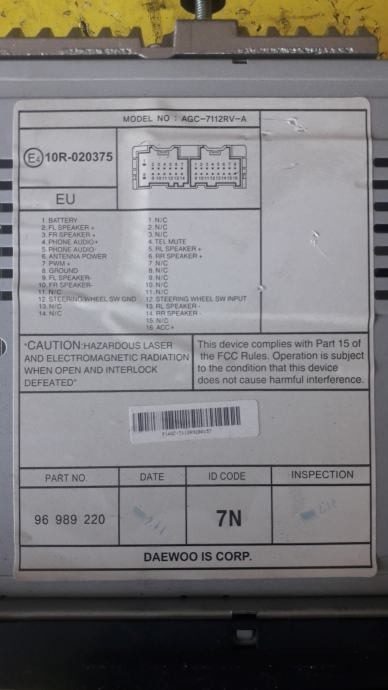 MODEL NO : AGC-7112RV-A
E4 10R-020375
EU
1. BATTERY
2. FL SPEAKER +
3. FR SPEAKER +
4. PHONE AUDIO+
5. PHONE AUDIO-
6. ANTENNA POWER
7. PWM +
8. GROUND
9. FL SPEAKER-
10. FR SPEAKER-
11. N/C
12. STEERING WHEEL SW GND
13. N/C
14. N/C
1. N/C
2. N/C
3. N/C
4. TEL MUTE
5. RL SPEAKER +
6. RR SPEAKER +
7. N/C
8. N/C
9. N/C
10. N/C
11. N/C
12. STEERING WHEEL SW INPUT
13. RL SPEAKER-
14. RR SPEAKER-
15. N/C
16. ACC+
"CAUTION:HAZARDOUS LASER
AND ELECTROMAGNETIC RADIATION
WHEN OPEN AND INTERLOCK
DEFEATED"
This device complies with Part 15 of
the FCC Rules. Operation is subject
to the condition that this device
does not cause harmful interference.
PART NO. DATE ID CODE INSPECTION
96 989 220 7N
DAEWOO IS CORP.